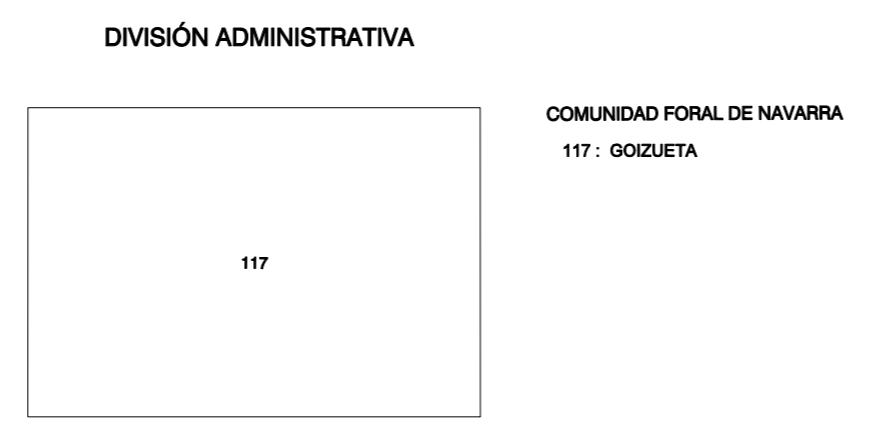 DIVISIÓN ADMINISTRATIVA
COMUNIDAD FORAL DE NAVARRA
117 : GOIZUETA
117